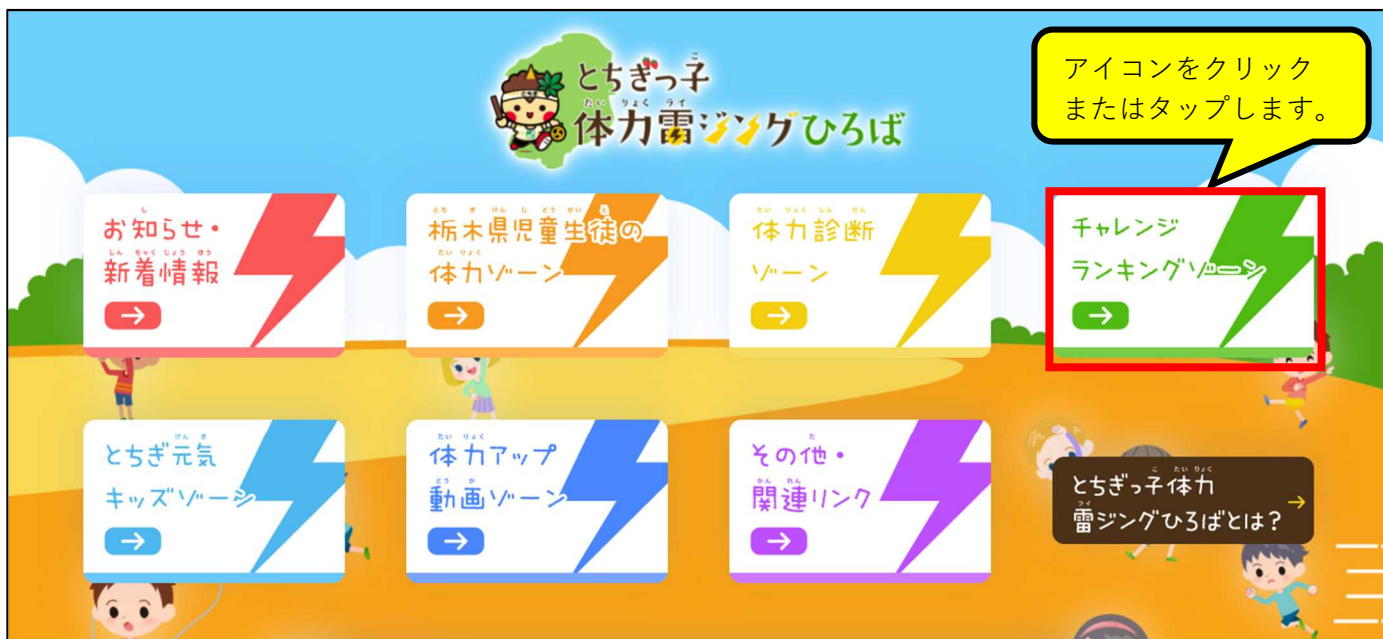 とちぎっ子
体力雷ジングひろば
アイコンをクリック
またはタップします。
お知らせ・
新着情報
栃木県児童生徒の
体力ゾーン
体力診断
ゾーン
チャレンジ
ランキングゾーン
とちぎ元気
キッズゾーン
体力アップ
動画ゾーン
その他・
関連リンク
とちぎっ子体力
雷ジングひろばとは?